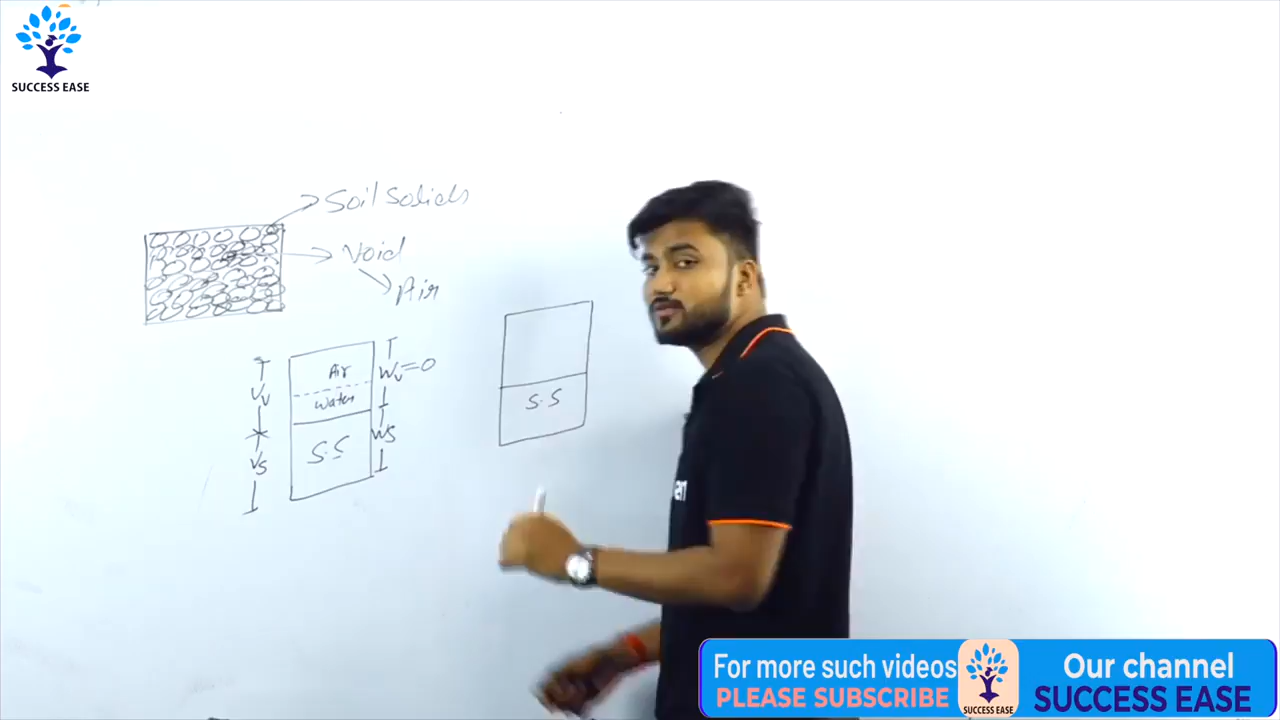 SUCCESS EASE
Soil Solids
Void
Air
Air
Water
S.S
Vv
Vs
Wv=0
Ws
S.S
For more such videos
PLEASE SUBSCRIBE
SUCCESS EASE
Our channel
SUCCESS EASE